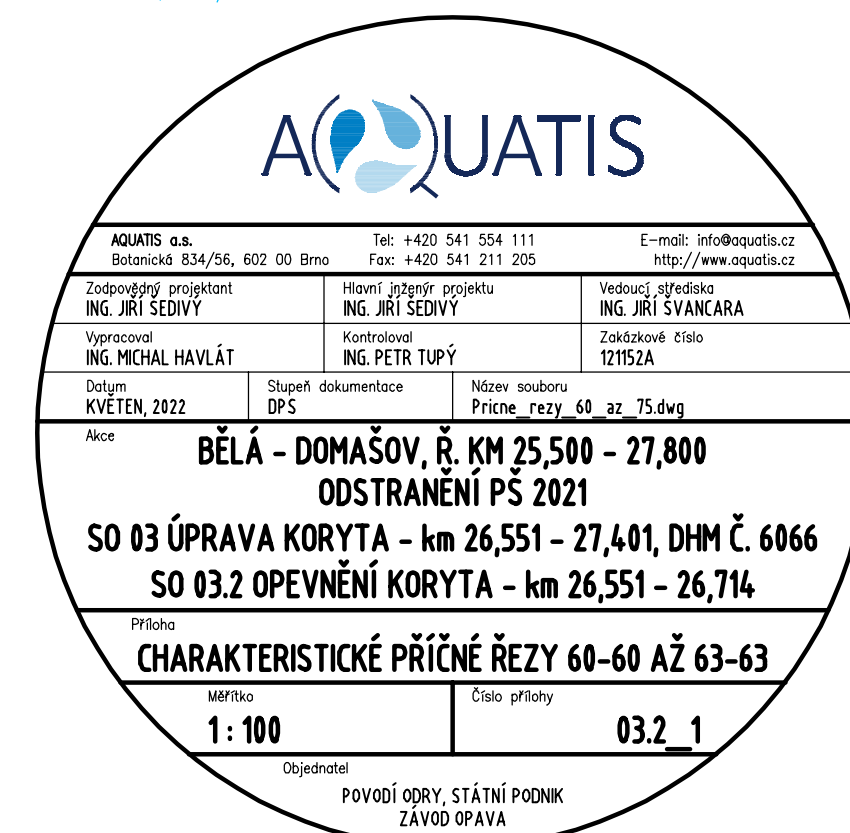 AQUATIS
AQUATIS a.s. Tel: +420 541 554 111 E-mail: info@aquatis.cz
Botanická 834/56, 602 00 Brno Fax: +420 541 211 205 http://www.aquatis.cz
Zodpovědný projektant Hlavní inženýr projektu Vedoucí střediska
ING. JIŘÍ ŠEDIVÝ ING. JIŘÍ ŠEDIVÝ ING. JIŘÍ ŠVANCARA
Vypracoval Kontroloval Zakázkové číslo
ING. MICHAL HAVLÁT ING. PETR TUPÝ 121152A
Datum Stupeň dokumentace Název souboru
KVĚTEN, 2022 DPS Pricne_rezy_60_az_75.dwg
Akce
BĚLÁ - DOMAŠOV, Ř. KM 25,500 - 27,800
ODSTRANĚNÍ PŠ 2021
SO 03 ÚPRAVA KORYTA - km 26,551 - 27,401, DHM Č. 6066
SO 03.2 OPEVNĚNÍ KORYTA - km 26,551 - 26,714
Příloha
CHARAKTERISTICKÉ PŘÍČNÉ ŘEZY 60-60 AŽ 63-63
Měřítko Číslo přílohy
1 : 100 03.2_1
Objednatel
POVODÍ ODRY, STÁTNÍ PODNIK
ZÁVOD OPAVA